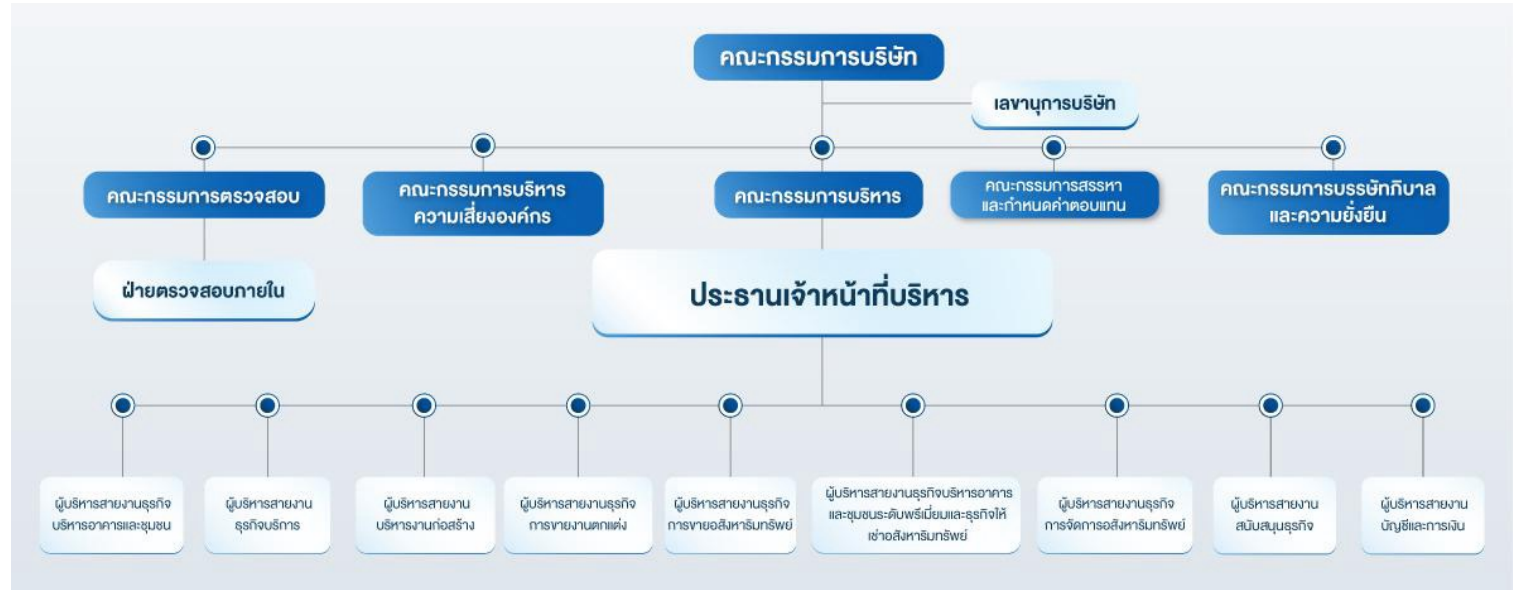 คณะกรรมการบริษัท
เลขานุการบริษัท
คณะกรรมการตรวจสอบ
คณะกรรมการบริหาร
ความเสี่ยงองค์กร
คณะกรรมการบริหาร
คณะกรรมการสรรหา
และกำหนดค่าตอบแทน
คณะกรรมการบรรษัทภิบาล
และความยั่งยืน
ฝ่ายตรวจสอบภายใน
ประธานเจ้าหน้าที่บริหาร
ผู้บริหารสายงานธุรกิจ
บริหารอาคารและชุมชน
ผู้บริหารสายงาน
ธุรกิจบริการ
ผู้บริหารสายงาน
บริหารงานก่อสร้าง
ผู้บริหารสายงานธุรกิจ
การขายงานตกแต่ง
ผู้บริหารสายงานธุรกิจ
การขายอสังหาริมทรัพย์
ผู้บริหารสายงานธุรกิจบริหารอาคาร
และชุมชนระดับพรีเมี่ยมและธุรกิจให้
เช่าอสังหาริมทรัพย์
ผู้บริหารสายงานธุรกิจ
การจัดการอสังหาริมทรัพย์
ผู้บริหารสายงาน
สนับสนุนธุรกิจ
ผู้บริหารสายงาน
บัญชีและการเงิน